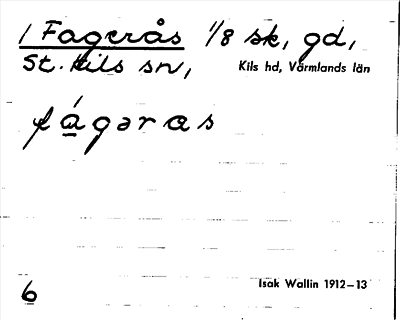 1 Fagerås 1/8 sk, gd,
St. Kils sn,
Kils hd, Värmlands län
fágəras
6
Isak Wallin 1912–13